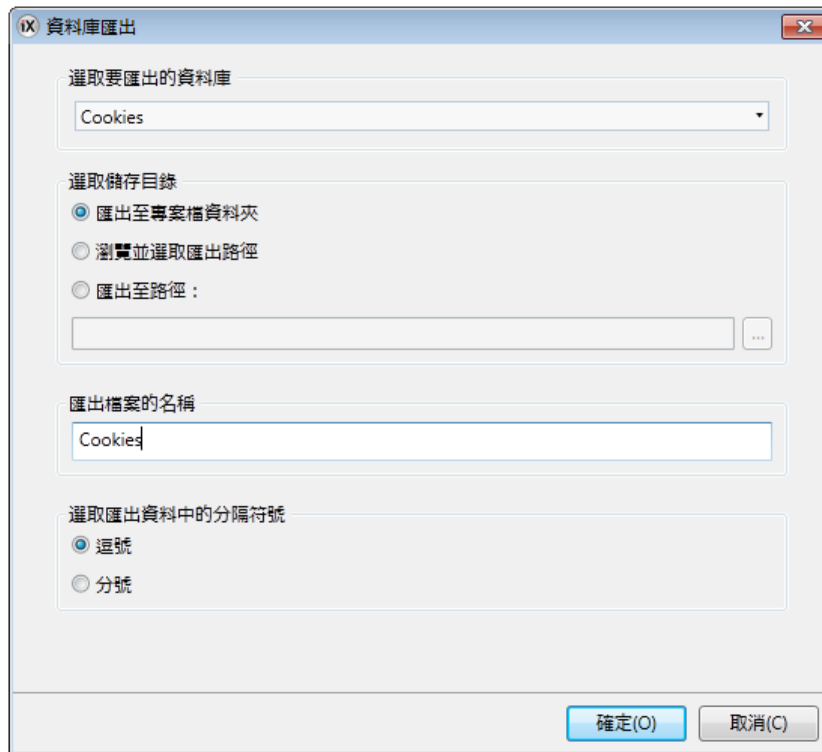 iX 資料庫匯出
選取要匯出的資料庫
Cookies
選取儲存目錄
匯出至專案檔資料夾
瀏覽並選取匯出路徑
匯出至路徑：
...
匯出檔案的名稱
Cookies
選取匯出資料中的分隔符號
逗號
分號
確定(O) 取消(C)